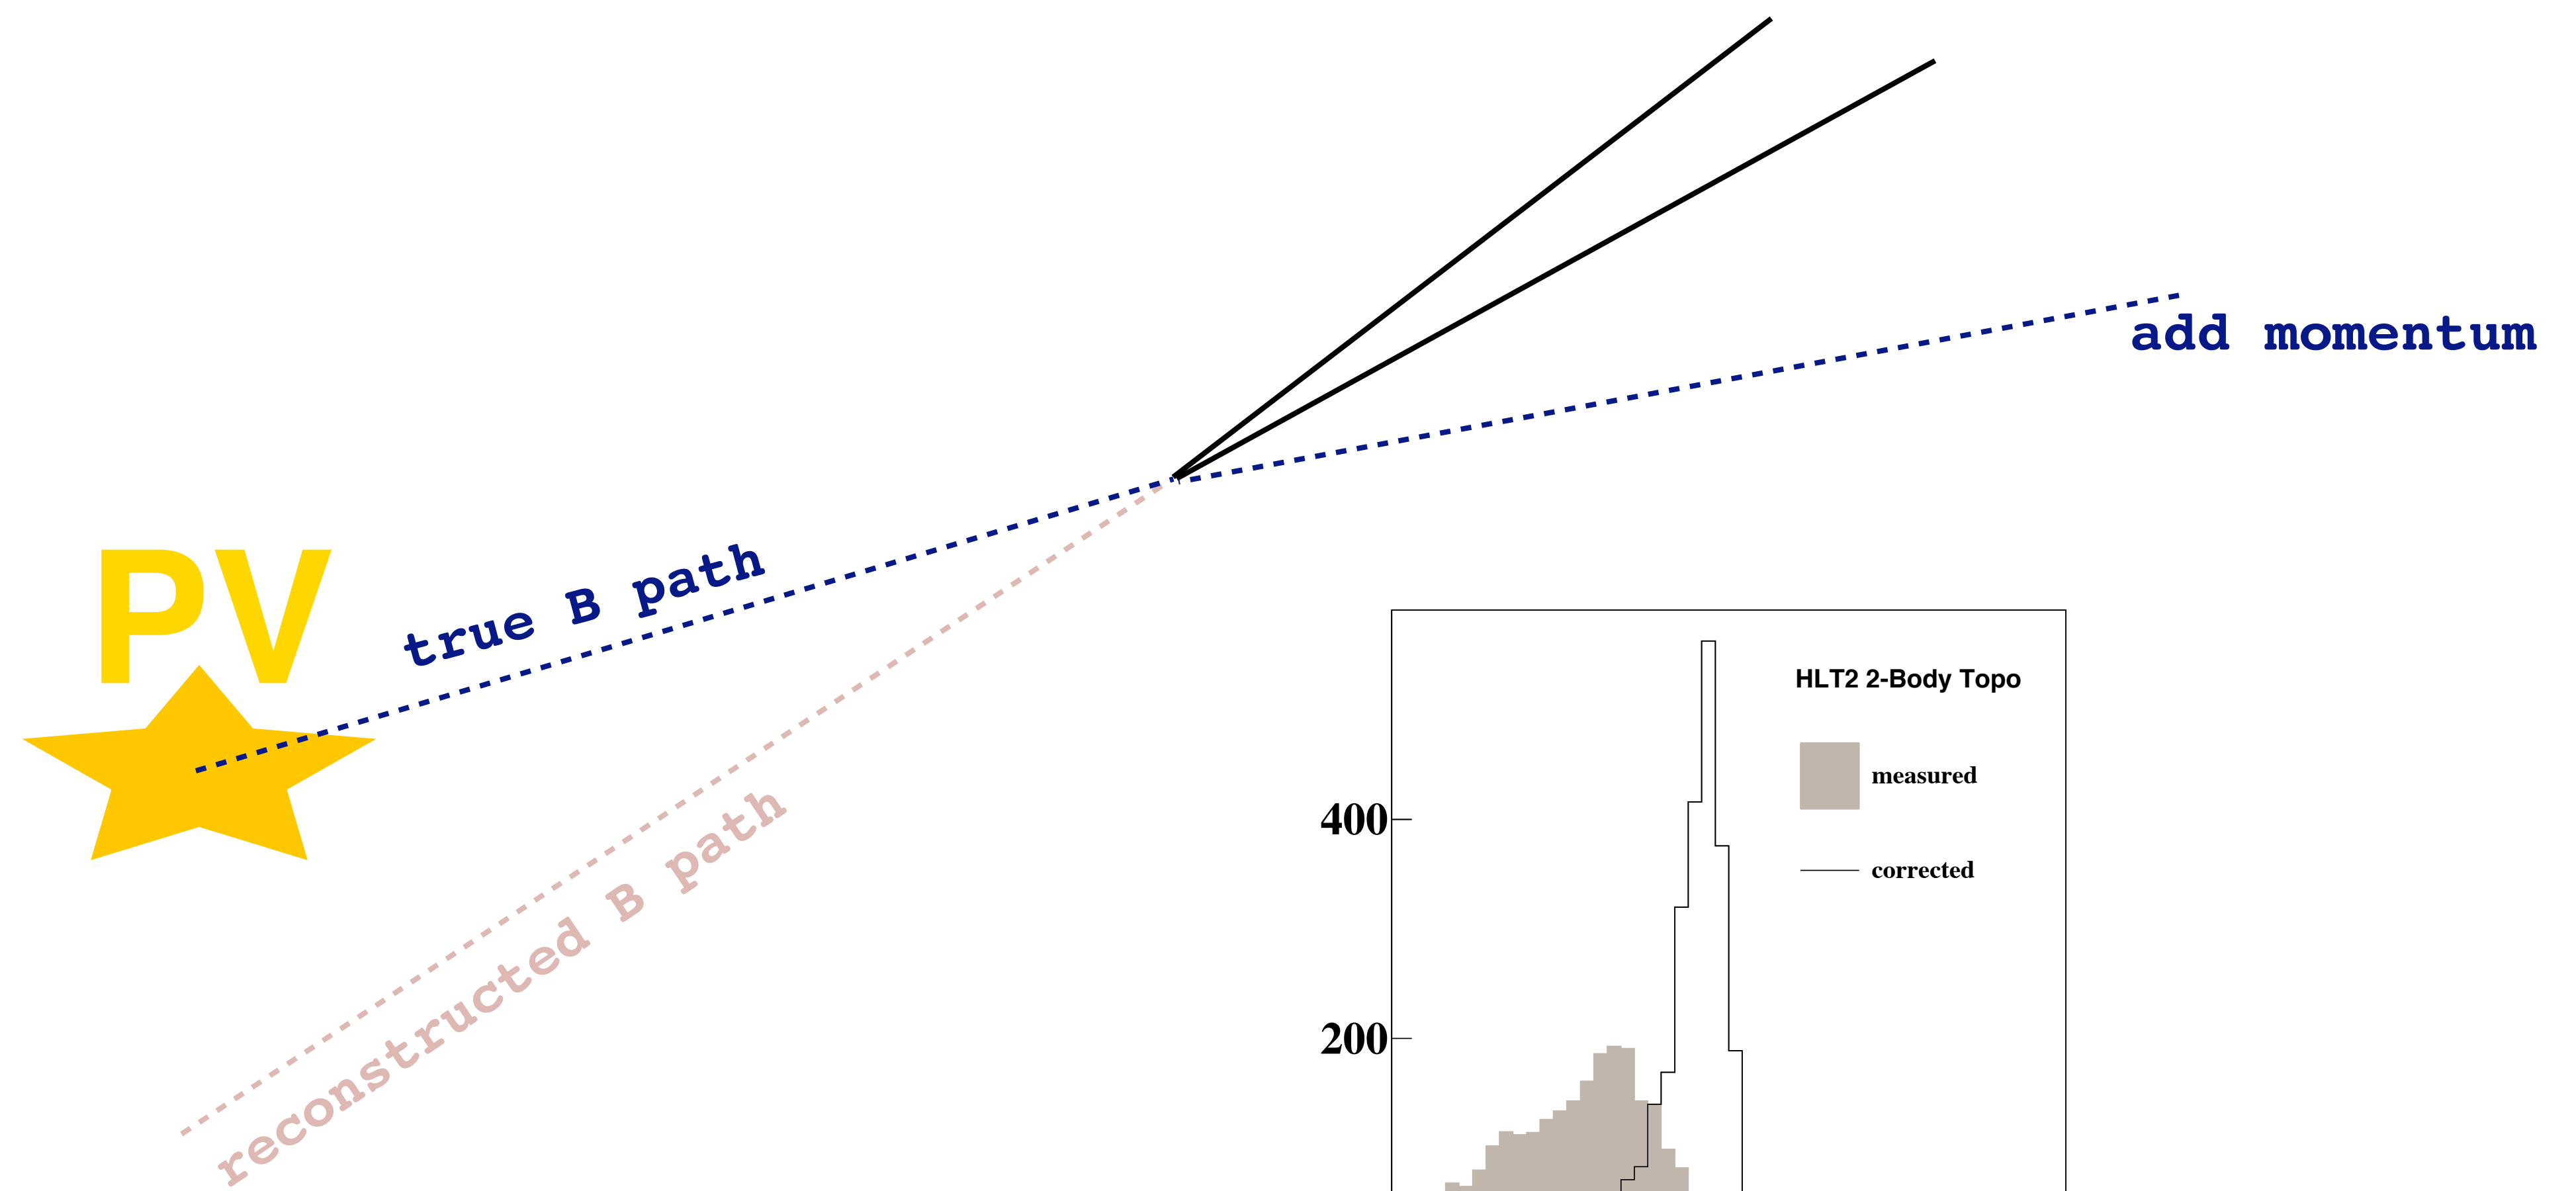 add momentum
PV
true B path
reconstructed B path
HLT2 2-Body Topo
measured
corrected
400
200